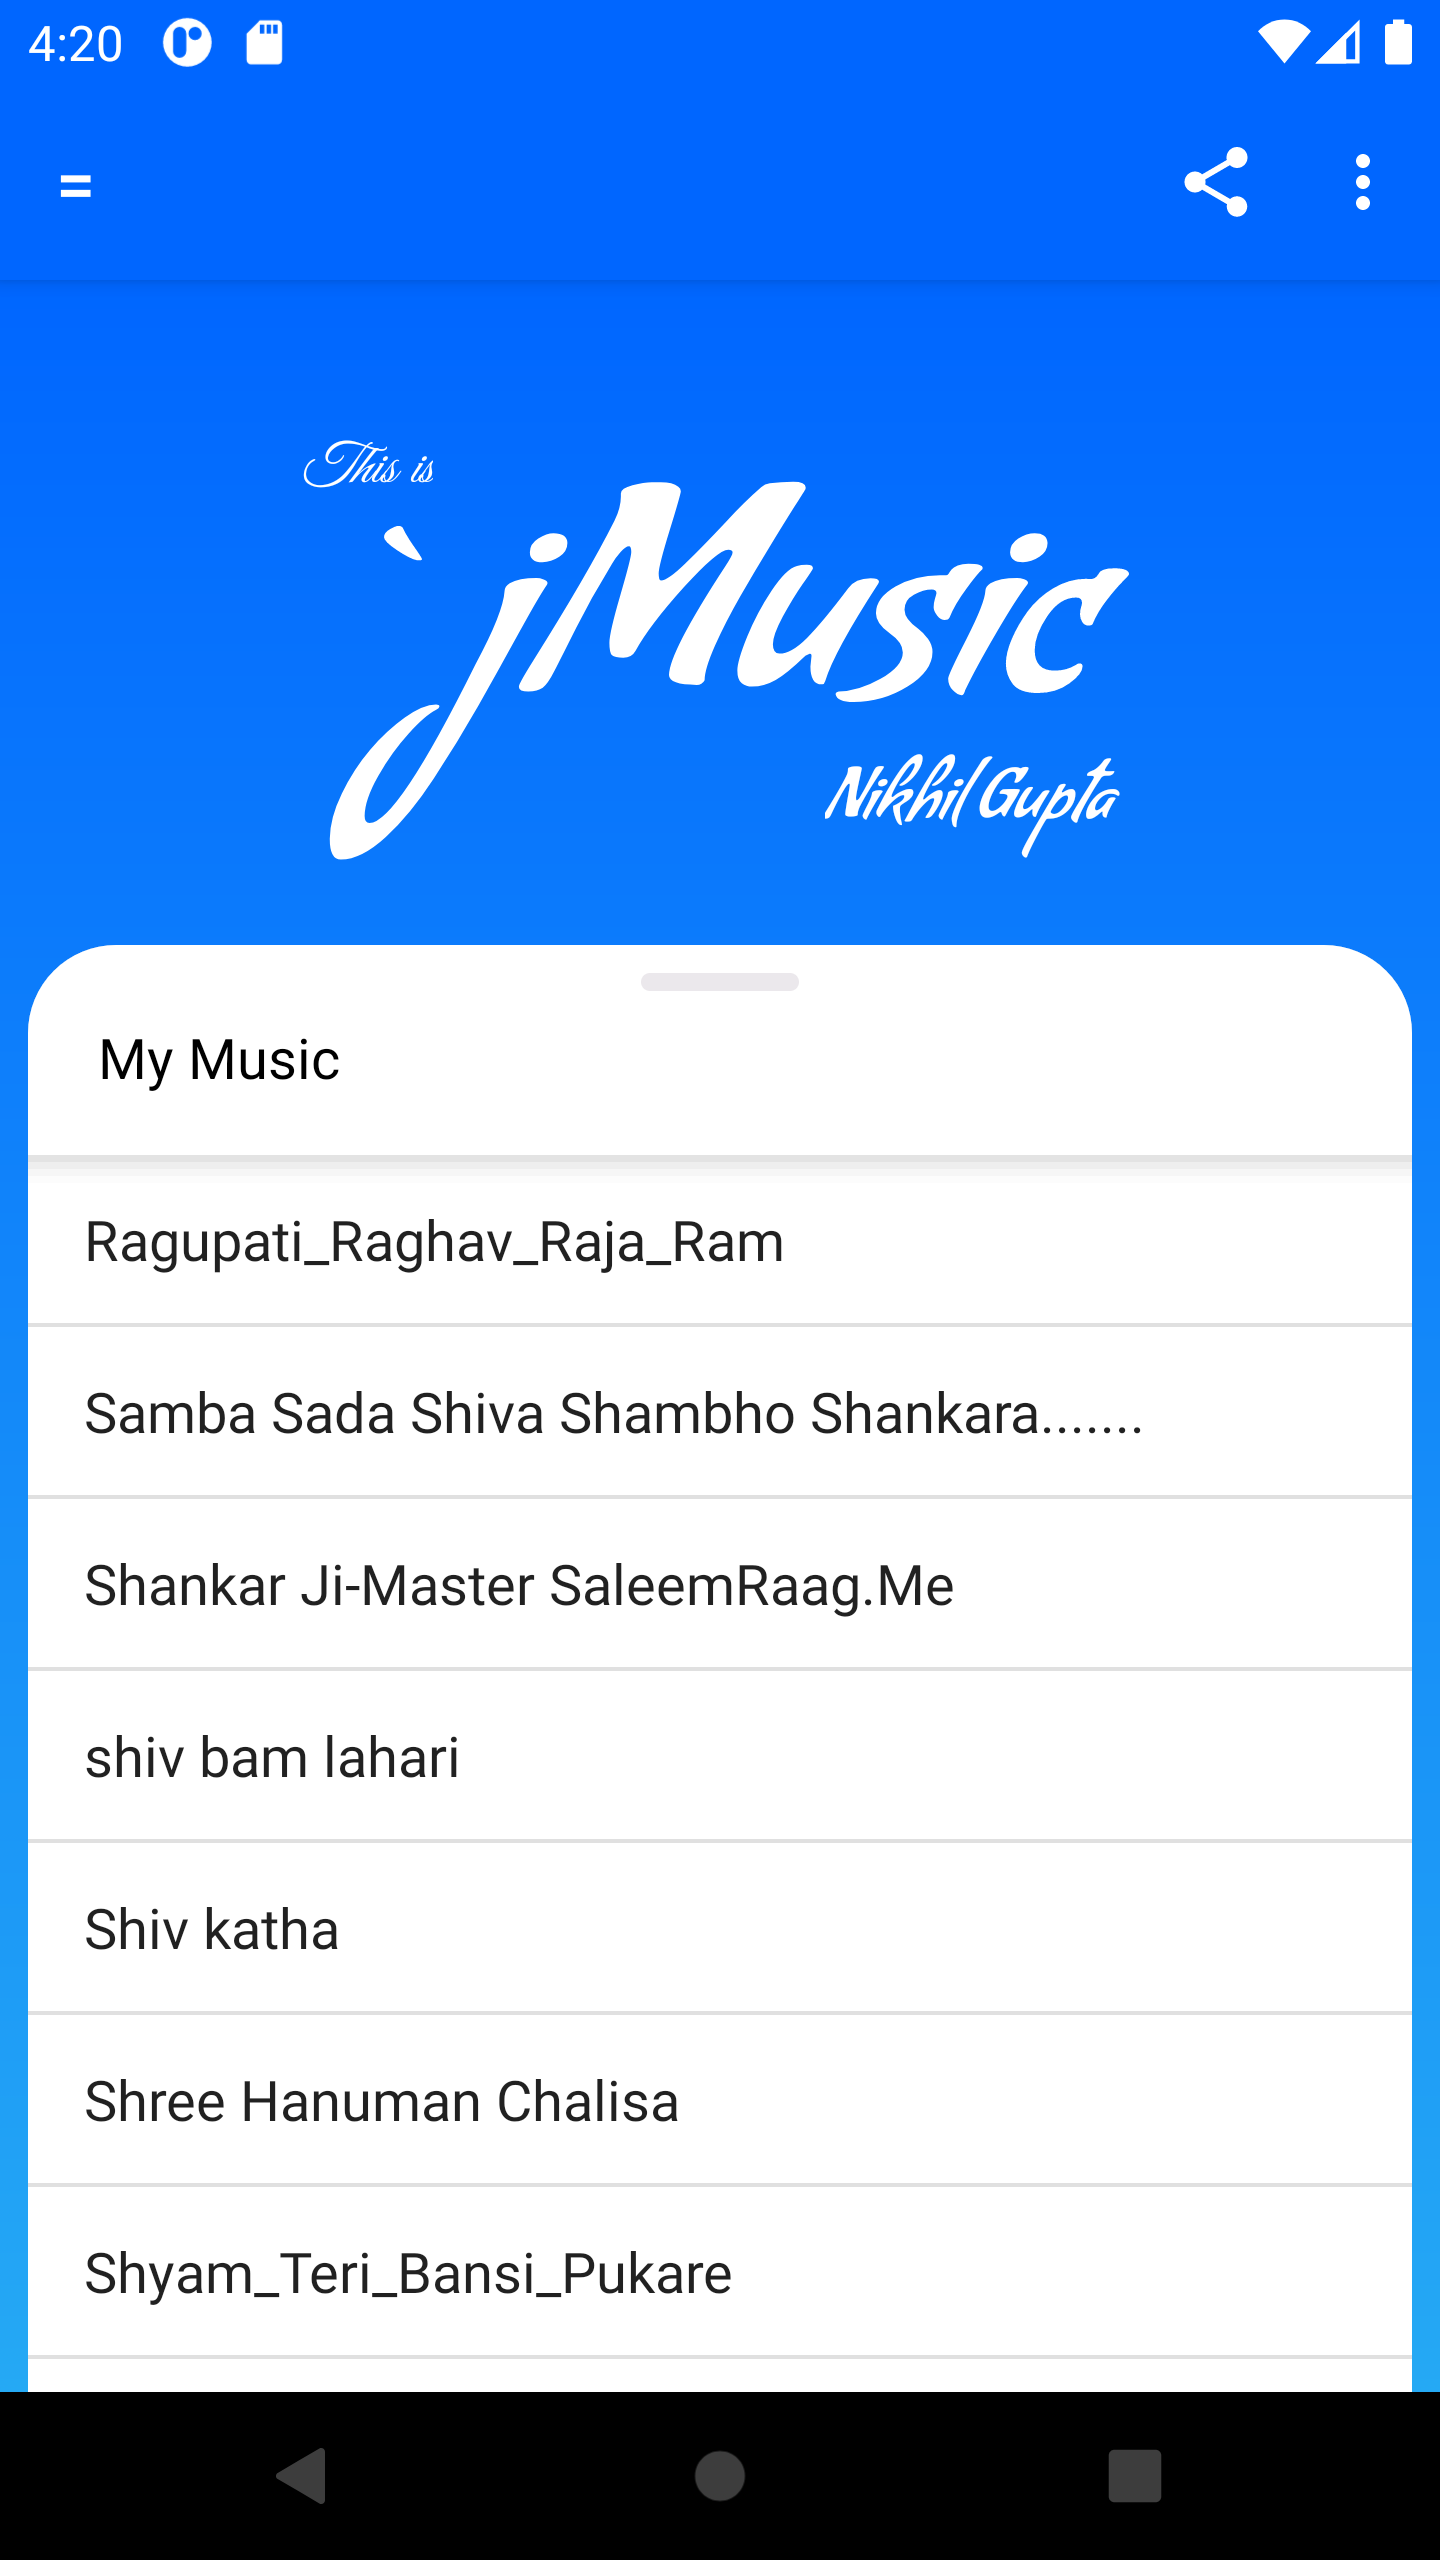 4:20
=
This is
`jMusic
Nikhil Gupta
My Music
Ragupati_Raghav_Raja_Ram
Samba Sada Shiva Shambho Shankara.......
Shankar Ji-Master SaleemRaag.Me
shiv bam lahari
Shiv katha
Shree Hanuman Chalisa
Shyam_Teri_Bansi_Pukare